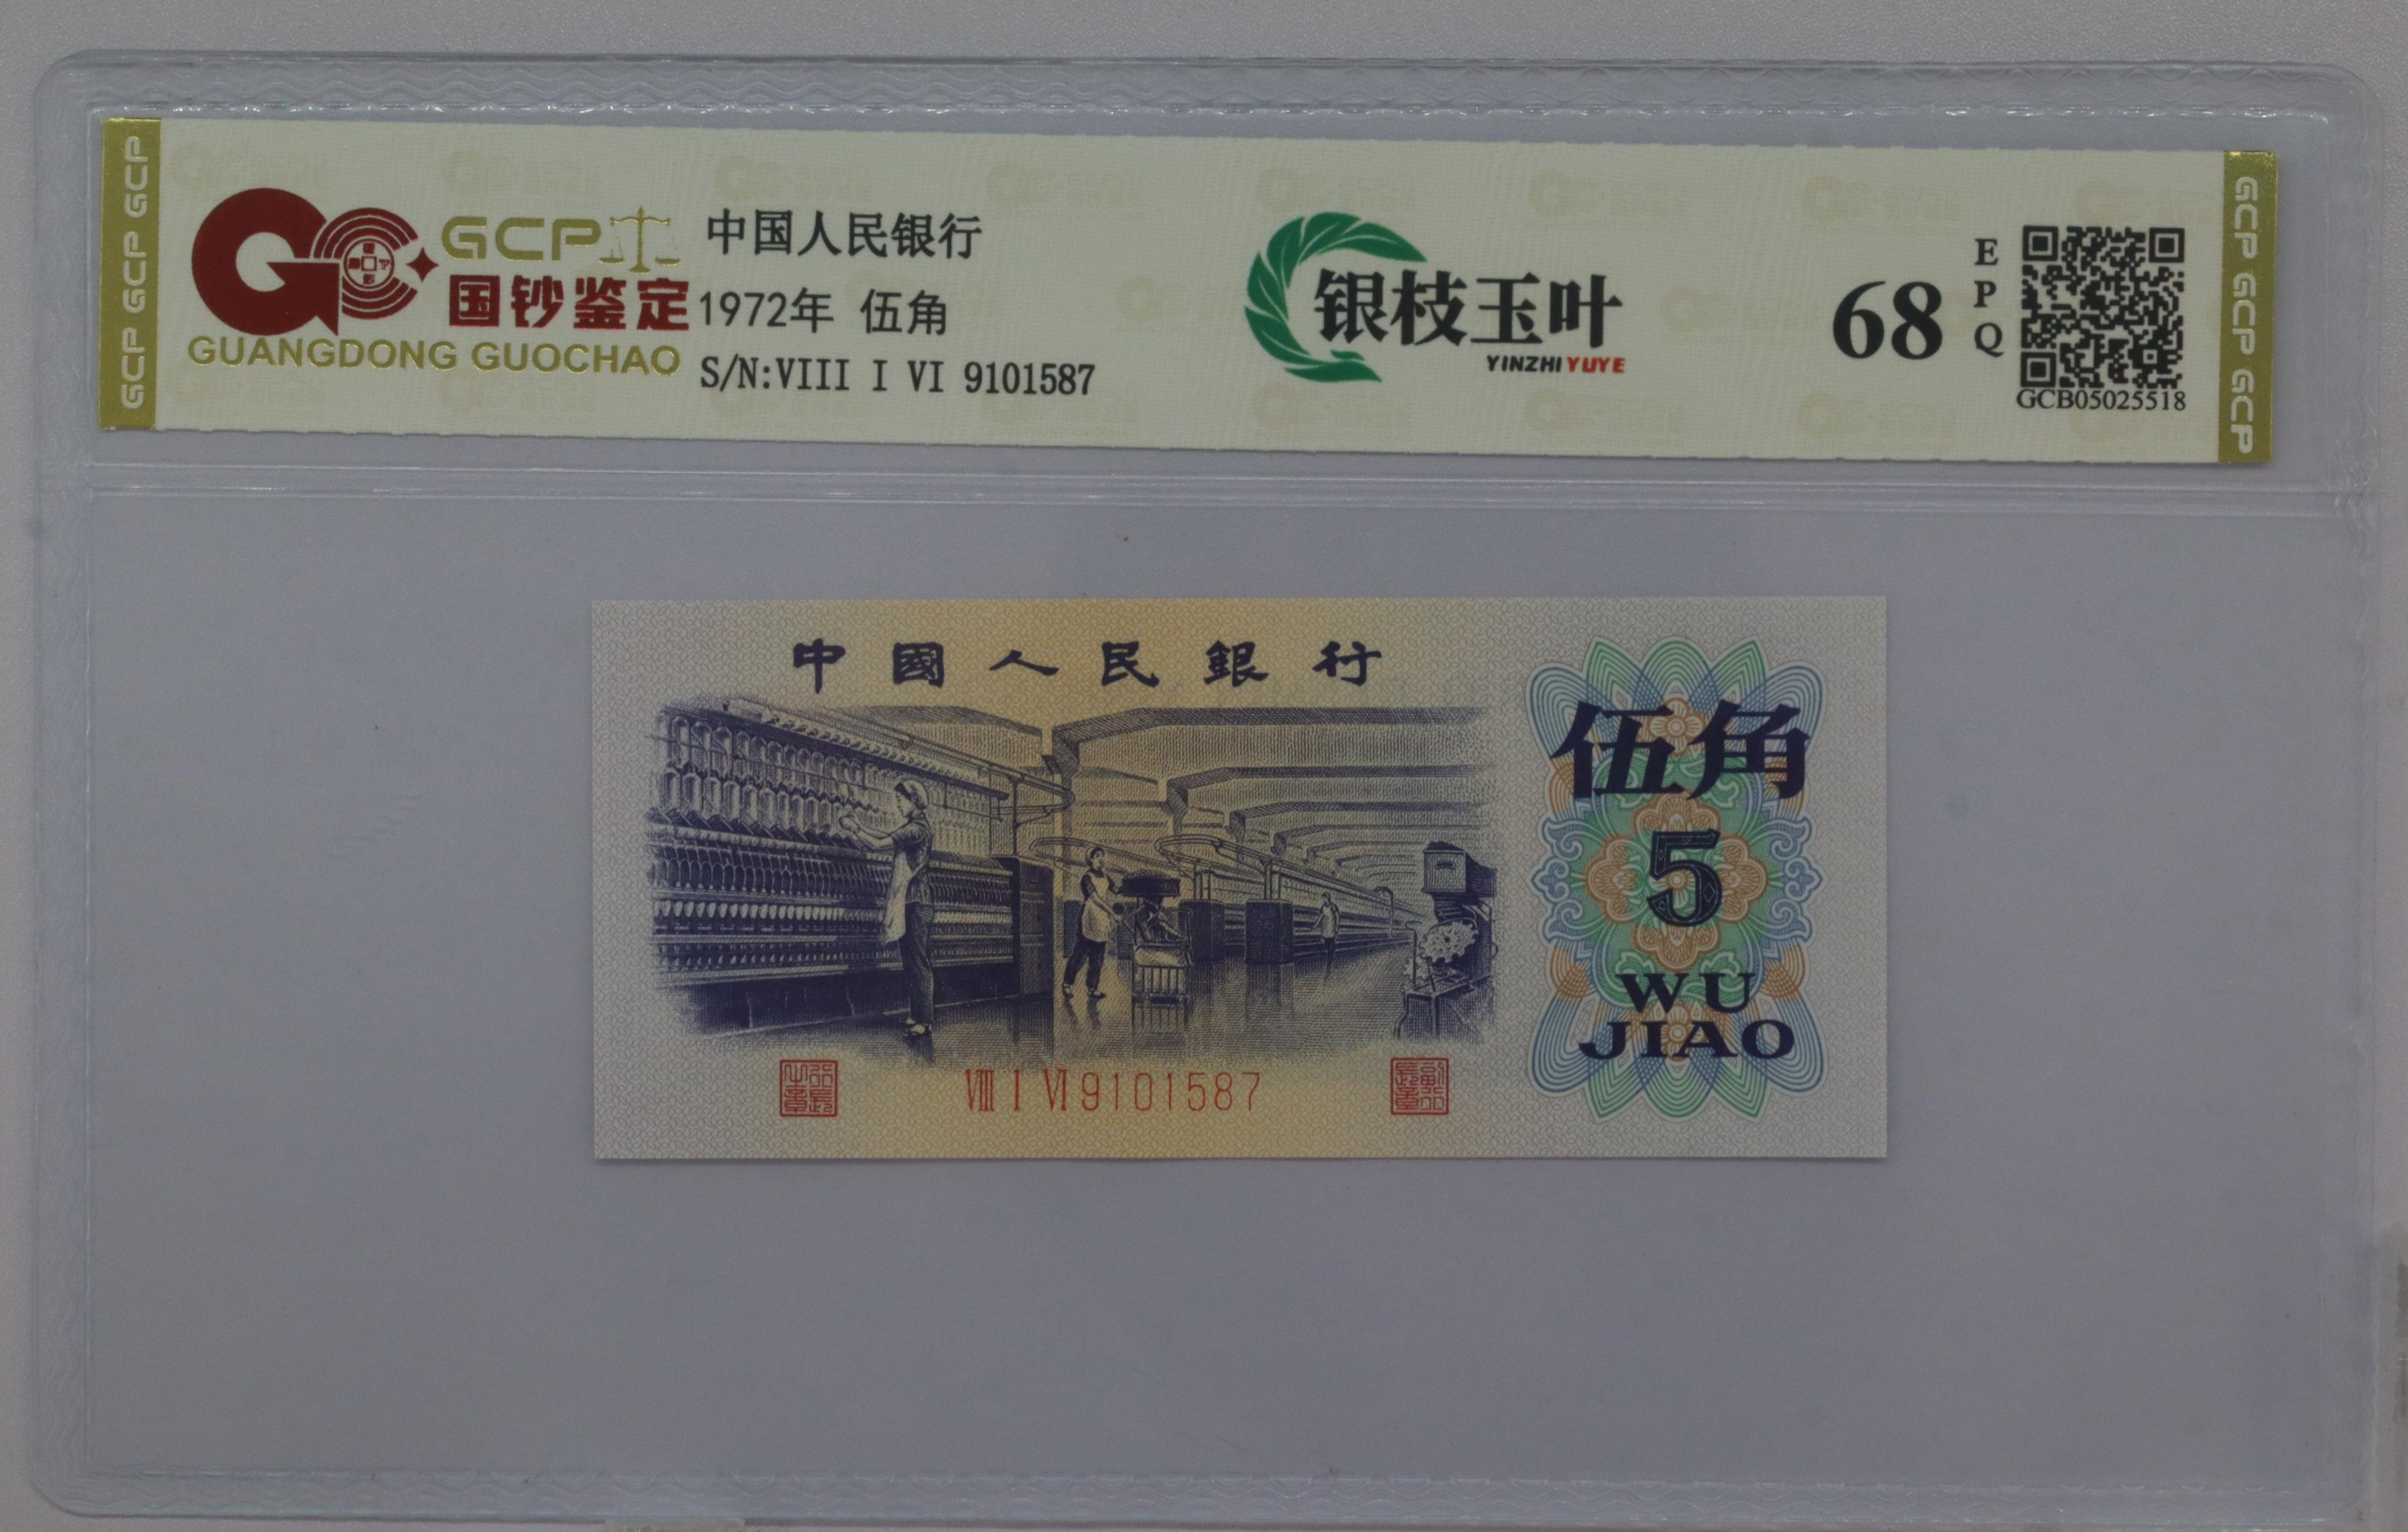 GCP GCP GCP
GCP
国钞鉴定
GUANGDONG GUOCHAO
中国人民银行
1972年 伍角
S/N:VIII I VI 9101587
银枝玉叶
YINZHI YUYE
68
EPQ
GCB05025518
GCP GCP GCP
中國人民銀行
伍角
5
WU
JIAO
VIII I VI 9101587